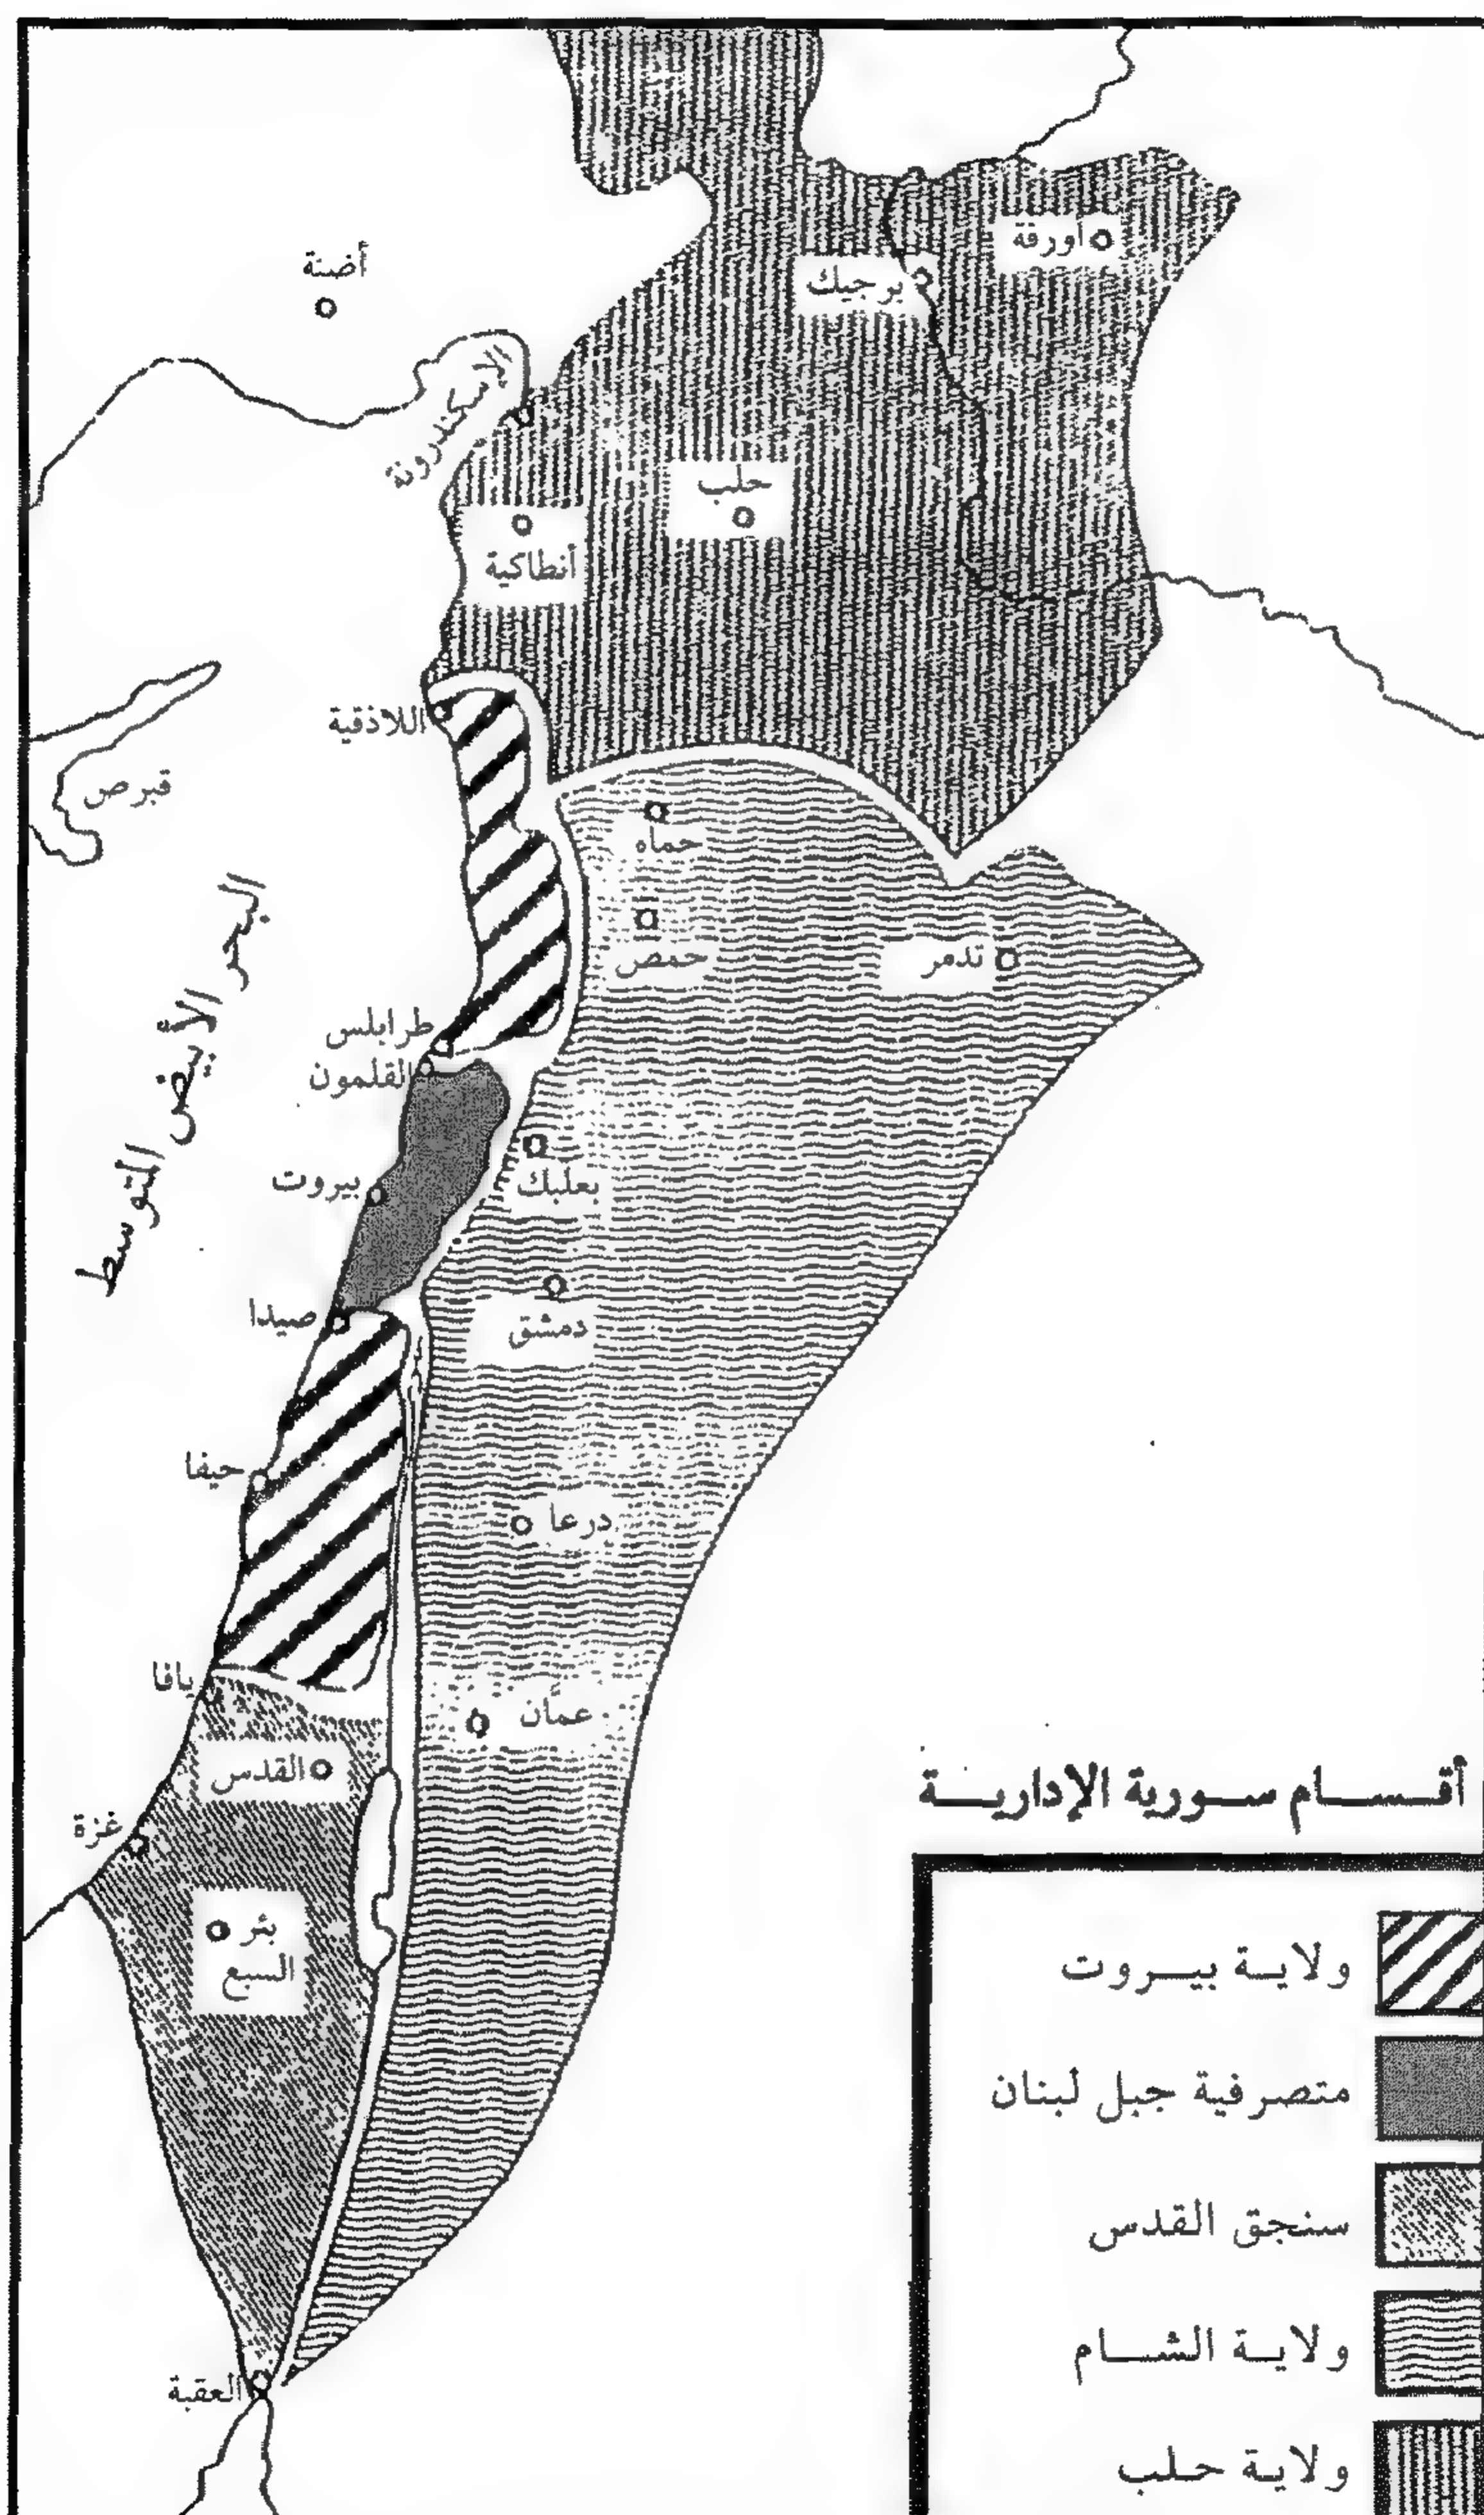 أورفة
برجيك
أضنة
الإسكندرونة
حلب
أنطاكية
اللاذقية
قبرص
حماه
حمص
تدمر
البحر الأبيض المتوسط
طرابلس
القلمون
بعلبك
بيروت
دمشق
صيدا
حيفا
درعا
يافا
عمَّان
القدس
غزة
بئر
السبع
العقبة
أقسام سورية الإدارية
ولاية بيروت
متصرفية جبل لبنان
سنجق القدس
ولاية الشام
ولاية حلب